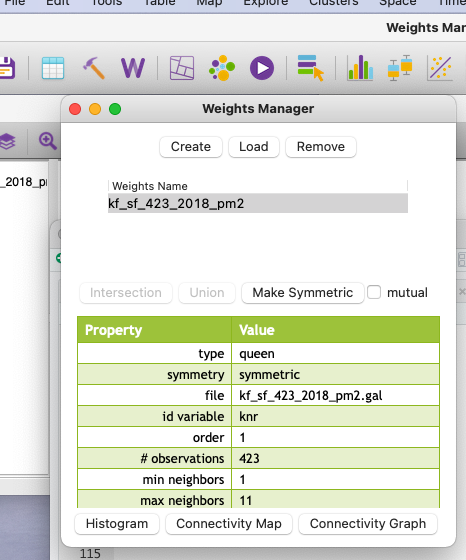 File Edit Tools Table Map Explore Clusters Space Time
Weights Mar
W
Weights Manager
Create Load Remove
_2018_p
Weights Name
kf_sf_423_2018_pm2
Intersection Union Make Symmetric mutual
Property Value
type queen
symmetry symmetric
file kf_sf_423_2018_pm2.gal
id variable knr
order 1
# observations 423
min neighbors 1
max neighbors 11
Histogram Connectivity Map Connectivity Graph
115